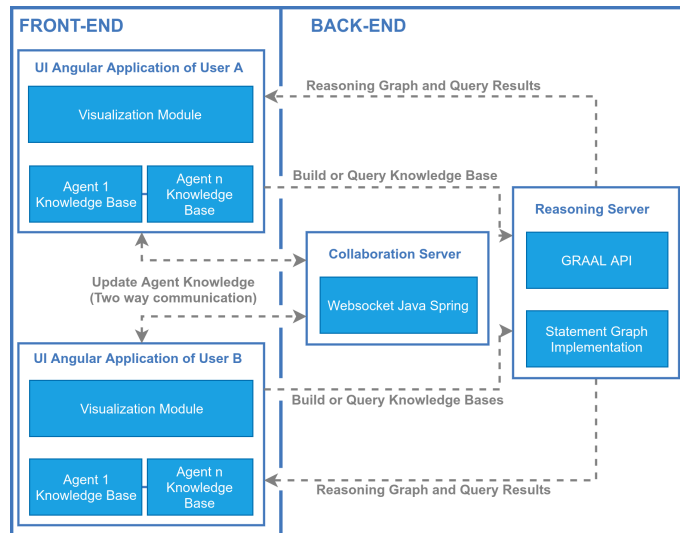 FRONT-END
BACK-END
UI Angular Application of User A
Visualization Module
Agent 1
Knowledge Base
Agent n
Knowledge
Base
Reasoning Graph and Query Results
Build or Query Knowledge Base
Reasoning Server
GRAAL API
Statement Graph
Implementation
Collaboration Server
Websocket Java Spring
Update Agent Knowledge
(Two way communication)
UI Angular Application of User B
Visualization Module
Agent 1
Knowledge Base
Agent n
Knowledge
Base
Build or Query Knowledge Bases
Reasoning Graph and Query Results